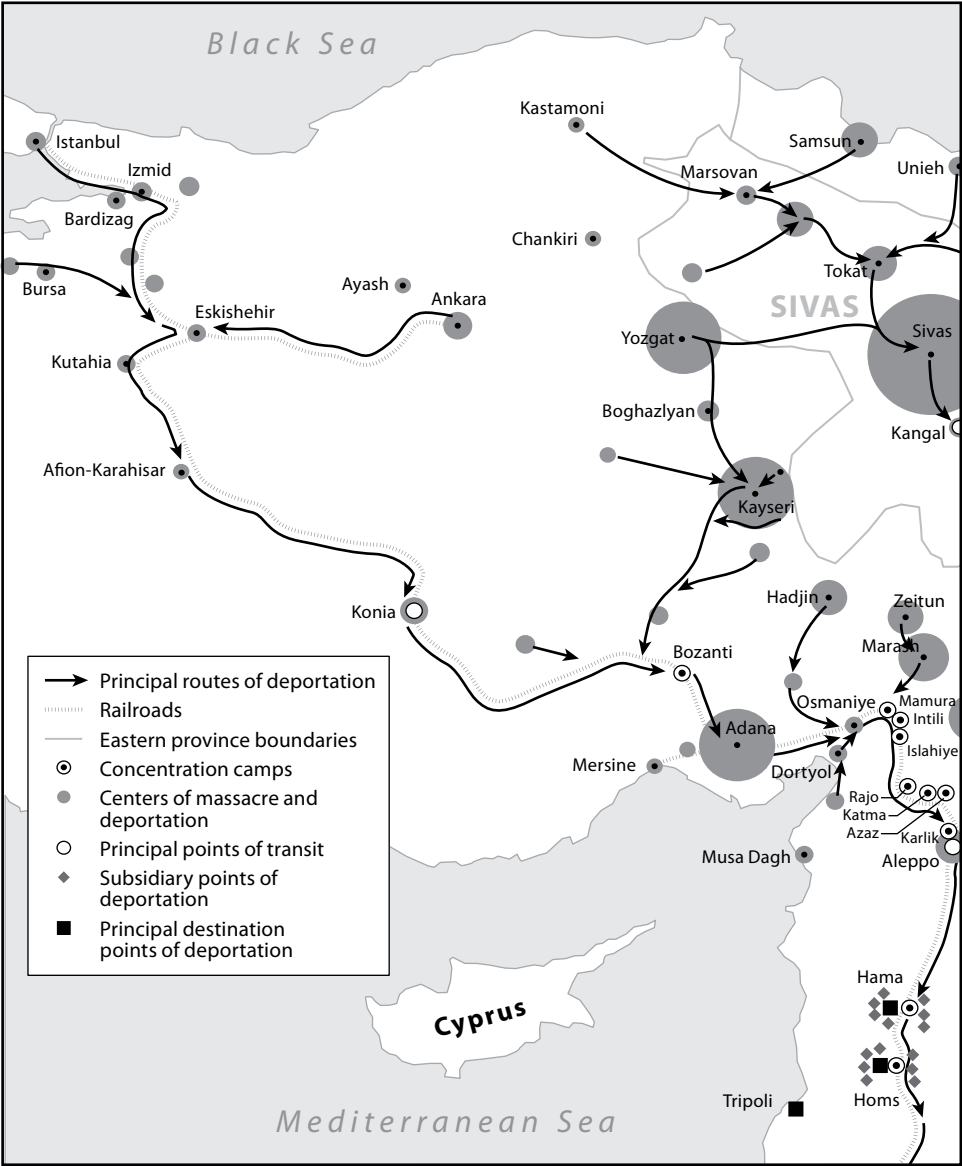 Black Sea
Kastamoni
Istanbul
Samsun
Unieh
Izmid
Marsovan
Bardizag
Chankiri
Tokat
Bursa
Ayash
Ankara
SIVAS
Eskishehir
Sivas
Yozgat
Kutahia
Boghazlyan
Kangal
Afion-Karahisar
Kayseri
Konia
Hadjin
Zeitun
Marash
Bozanti
Osmaniye
Mamura
Intili
Adana
Islahiye
Mersine
Dortyol
Rajo
Katma
Azaz
Karlik
Musa Dagh
Aleppo
Principal routes of deportation
Railroads
Eastern province boundaries
Concentration camps
Centers of massacre and
deportation
Principal points of transit
Subsidiary points of
deportation
Principal destination
points of deportation
Hama
Cyprus
Homs
Tripoli
Mediterranean Sea